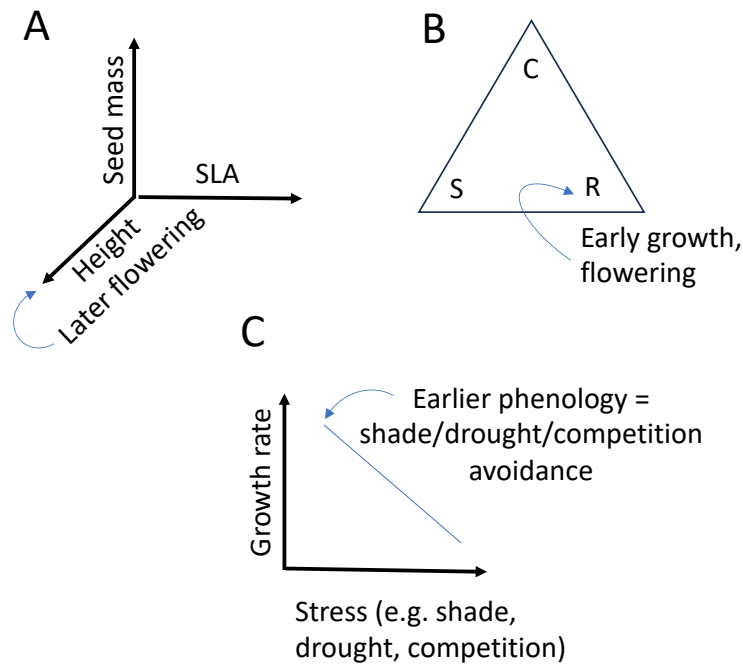 A
Seed mass
SLA
Height
Later flowering
B
C
S
R
Early growth,
flowering
C
Growth rate
Earlier phenology =
shade/drought/competition
avoidance
Stress (e.g. shade,
drought, competition)